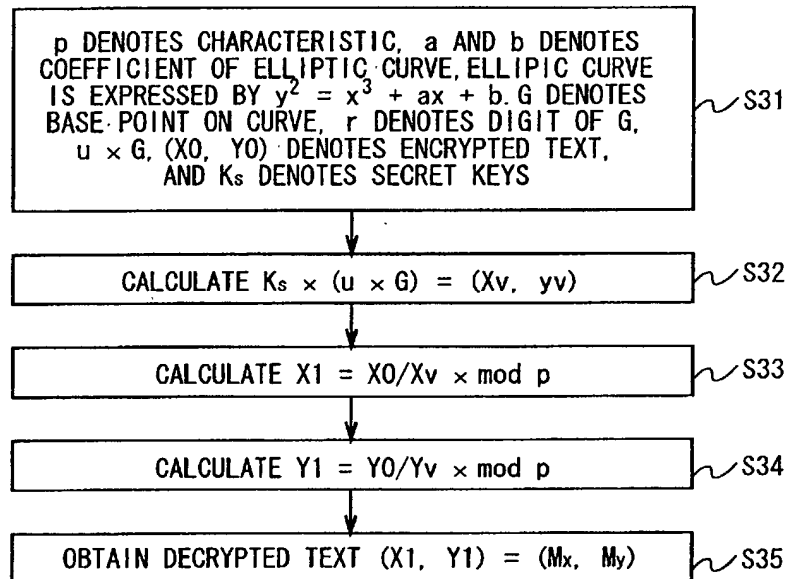 p DENOTES CHARACTERISTIC, a AND b DENOTES
COEFFICIENT OF ELLIPTIC CURVE, ELLIPIC CURVE
IS EXPRESSED BY y² = x³ + ax + b. G DENOTES
BASE POINT ON CURVE, r DENOTES DIGIT OF G,
u × G, (X0, Y0) DENOTES ENCRYPTED TEXT,
AND Ks DENOTES SECRET KEYS
S31
CALCULATE Ks × (u × G) = (Xv, yv)
S32
CALCULATE X1 = X0/Xv × mod p
S33
CALCULATE Y1 = Y0/Yv × mod p
S34
OBTAIN DECRYPTED TEXT (X1, Y1) = (Mx, My)
S35